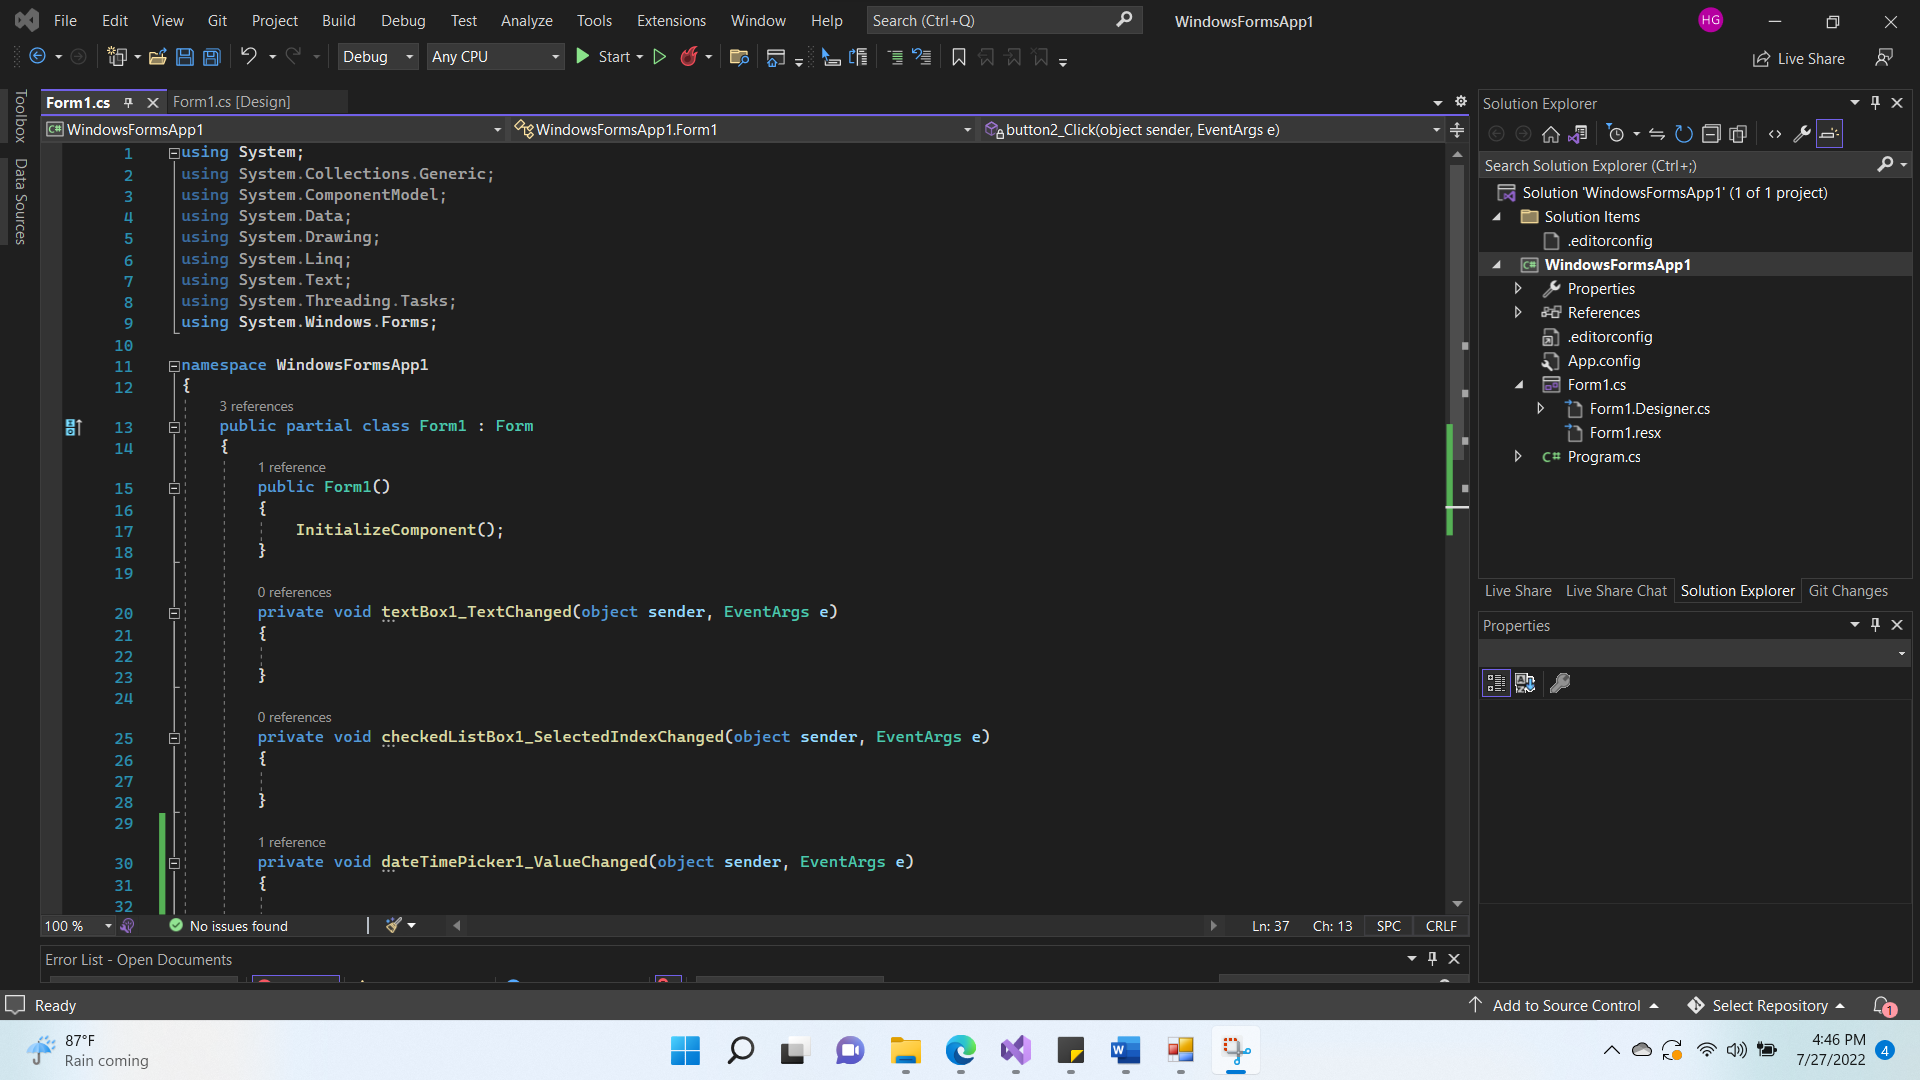 File Edit View Git Project Build Debug Test Analyze Tools Extensions Window Help Search (Ctrl+Q) WindowsFormsApp1 HG
Debug Any CPU Start Live Share
Toolbox
Data Sources
Form1.cs Form1.cs [Design]
WindowsFormsApp1 WindowsFormsApp1.Form1 button2_Click(object sender, EventArgs e)
1 using System;
2 using System.Collections.Generic;
3 using System.ComponentModel;
4 using System.Data;
5 using System.Drawing;
6 using System.Linq;
7 using System.Text;
8 using System.Threading.Tasks;
9 using System.Windows.Forms;
10
11 namespace WindowsFormsApp1
12 {
3 references
13 public partial class Form1 : Form
14 {
1 reference
15 public Form1()
16 {
17 InitializeComponent();
18 }
19
0 references
20 private void textBox1_TextChanged(object sender, EventArgs e)
21 {
22
23 }
24
0 references
25 private void checkedListBox1_SelectedIndexChanged(object sender, EventArgs e)
26 {
27
28 }
29
1 reference
30 private void dateTimePicker1_ValueChanged(object sender, EventArgs e)
31 {
32
100 % No issues found Ln: 37 Ch: 13 SPC CRLF
Error List - Open Documents
Solution Explorer
Search Solution Explorer (Ctrl+;)
Solution 'WindowsFormsApp1' (1 of 1 project)
Solution Items
.editorconfig
C# WindowsFormsApp1
Properties
References
.editorconfig
App.config
Form1.cs
Form1.Designer.cs
Form1.resx
C# Program.cs
Live Share Live Share Chat Solution Explorer Git Changes
Properties
Ready Add to Source Control Select Repository 1
87°F
Rain coming
4:46 PM
7/27/2022 4